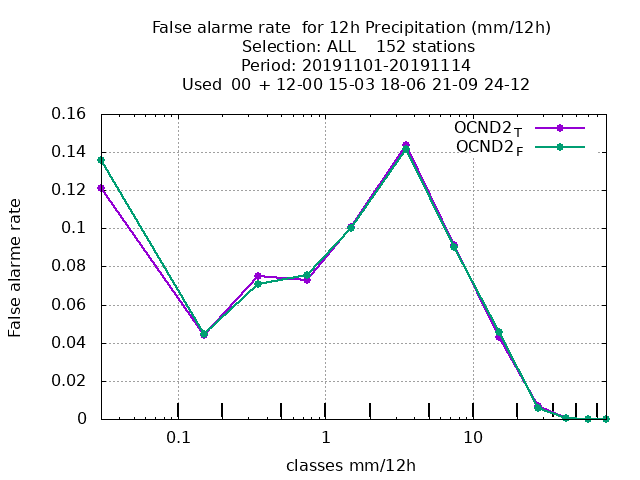 False alarme rate  for 12h Precipitation (mm/12h)
Selection: ALL    152 stations
Period: 20191101-20191114
Used  00 + 12-00 15-03 18-06 21-09 24-12
0.16
OCND2T
OCND2F
0.14
0.12
0.1
0.08
0.06
0.04
0.02
0
False alarme rate
0.1
1
10
classes mm/12h